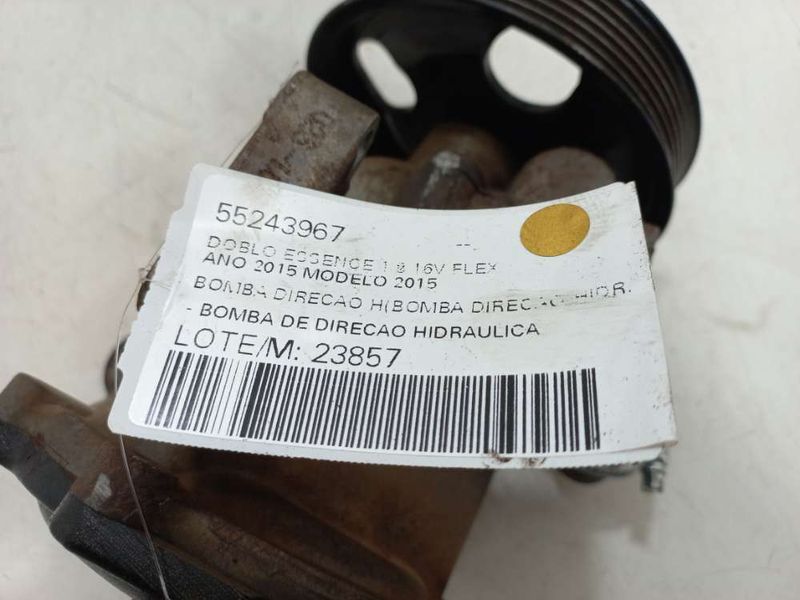 55243967
DOBLO ESSENCE 1.8 16V FLEX
ANO 2015 MODELO 2015
BOMBA DIRECAO H(BOMBA DIRECAO HIDR.
- BOMBA DE DIRECAO HIDRAULICA
LOTE/M: 23857